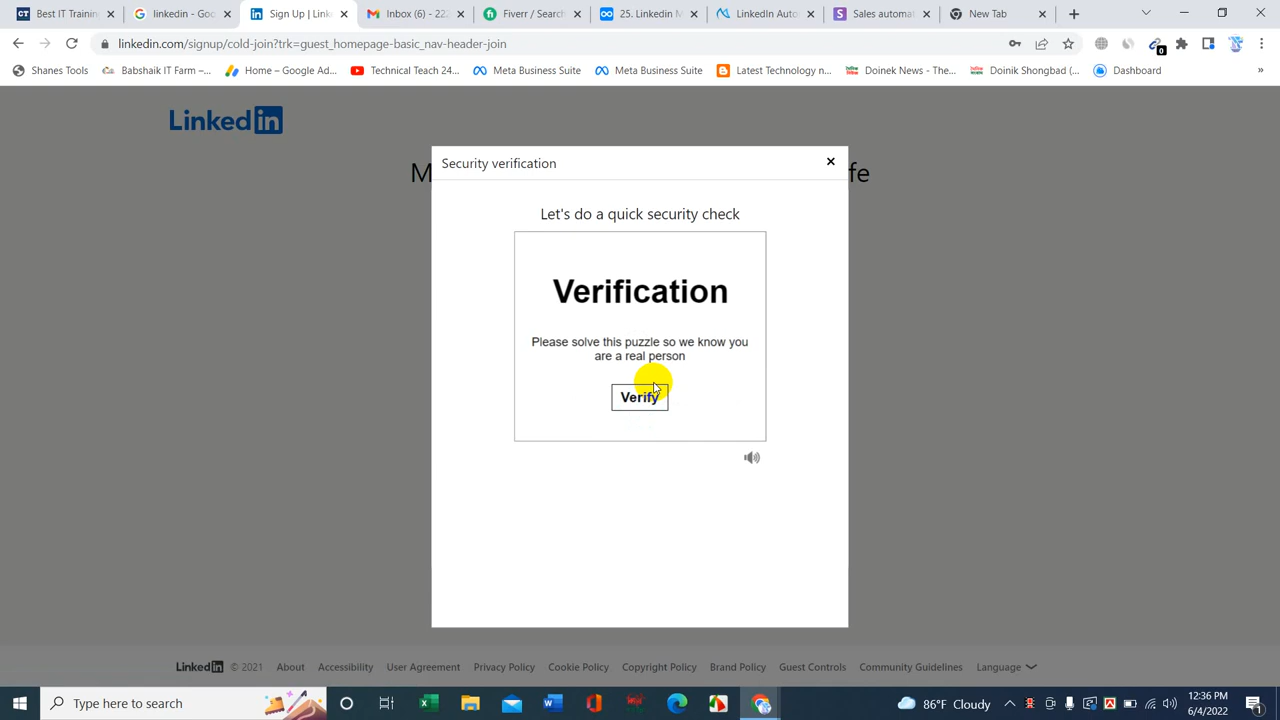 Best IT Training
linkedin - Goo
Sign Up | Link
Inbox (6) - 22
Fiverr / Search
25. Linkedin M
LinkedIn Auto
Sales automat
New Tab
linkedin.com/signup/cold-join?trk=guest_homepage-basic_nav-header-join
0
Shanes Tools
Babshaik IT Farm –...
Home – Google Ad...
Technical Teach 24...
Meta Business Suite
Meta Business Suite
Latest Technology n...
Doinek News - The...
Doinik Shongbad (...
Dashboard
»
Linked in
M
fe
Security verification
Let's do a quick security check
Verification
Please solve this puzzle so we know you
are a real person
Verify
Linked in © 2021 About Accessibility User Agreement Privacy Policy Cookie Policy Copyright Policy Brand Policy Guest Controls Community Guidelines Language
Type here to search
86°F Cloudy
12:36 PM
6/4/2022